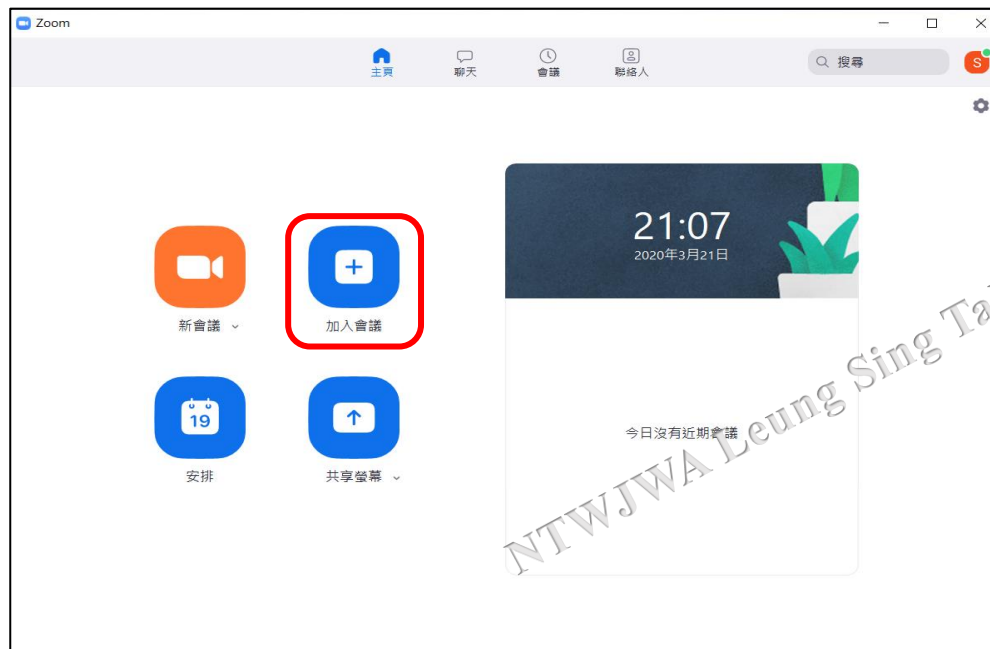 Zoom
主頁
聊天
會議
聯絡人
搜尋
S
21:07
2020年3月21日
新會議
加入會議
19
安排
共享螢幕
今日沒有近期會議
NTWJWA Leung Sing Tak